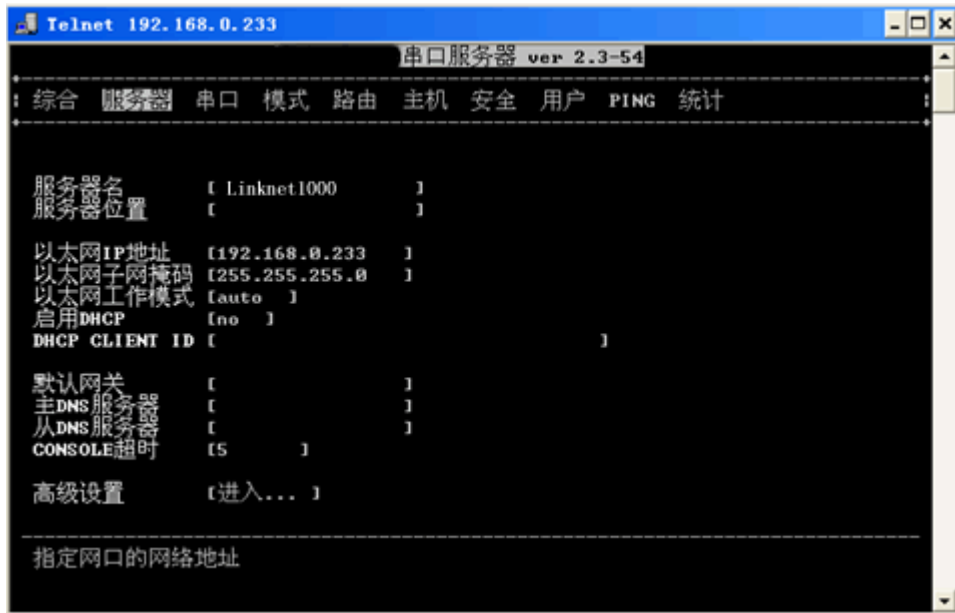 Telnet 192.168.0.233
串口服务器 ver 2.3-54
综合 服务器 串口 模式 路由 主机 安全 用户 PING 统计
服务器名 [ Linknet1000 ]
服务器位置 [ ]
以太网IP地址 [192.168.0.233 ]
以太网子网掩码 [255.255.255.0 ]
以太网工作模式 [auto ]
启用DHCP [no ]
DHCP CLIENT ID [ ]
默认网关 [ ]
主DNS服务器 [ ]
从DNS服务器 [ ]
CONSOLE超时 [5 ]
高级设置 [进入... ]
指定网口的网络地址